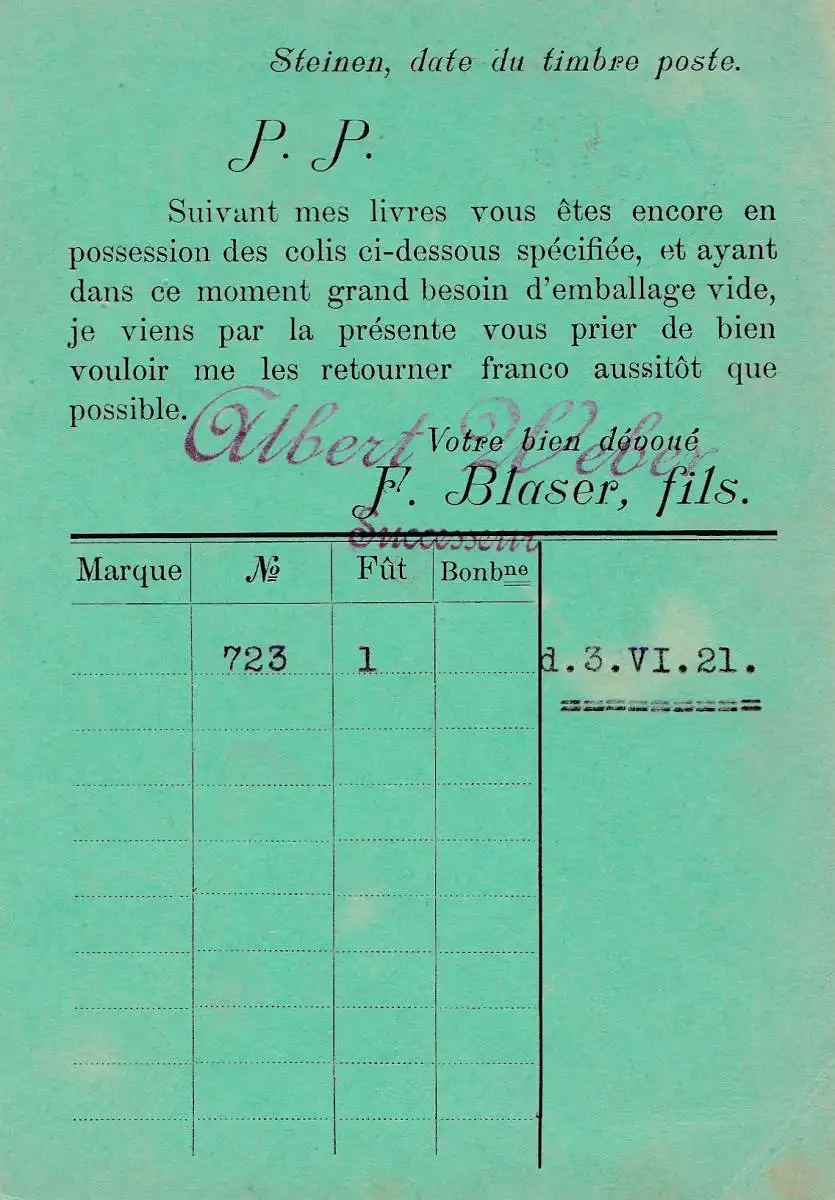 Steinen, date du timbre poste.
P. P.
Suivant mes livres vous êtes encore en
possession des colis ci-dessous spécifiée, et ayant
dans ce moment grand besoin d'emballage vide,
je viens par la présente vous prier de bien
vouloir me les retourner franco aussitôt que
possible.
Albert Weber
Votre bien dévoué
F. Blaser, fils.
Successeur
Marque № Fût Bonbne
723 1 d.3.VI.21.